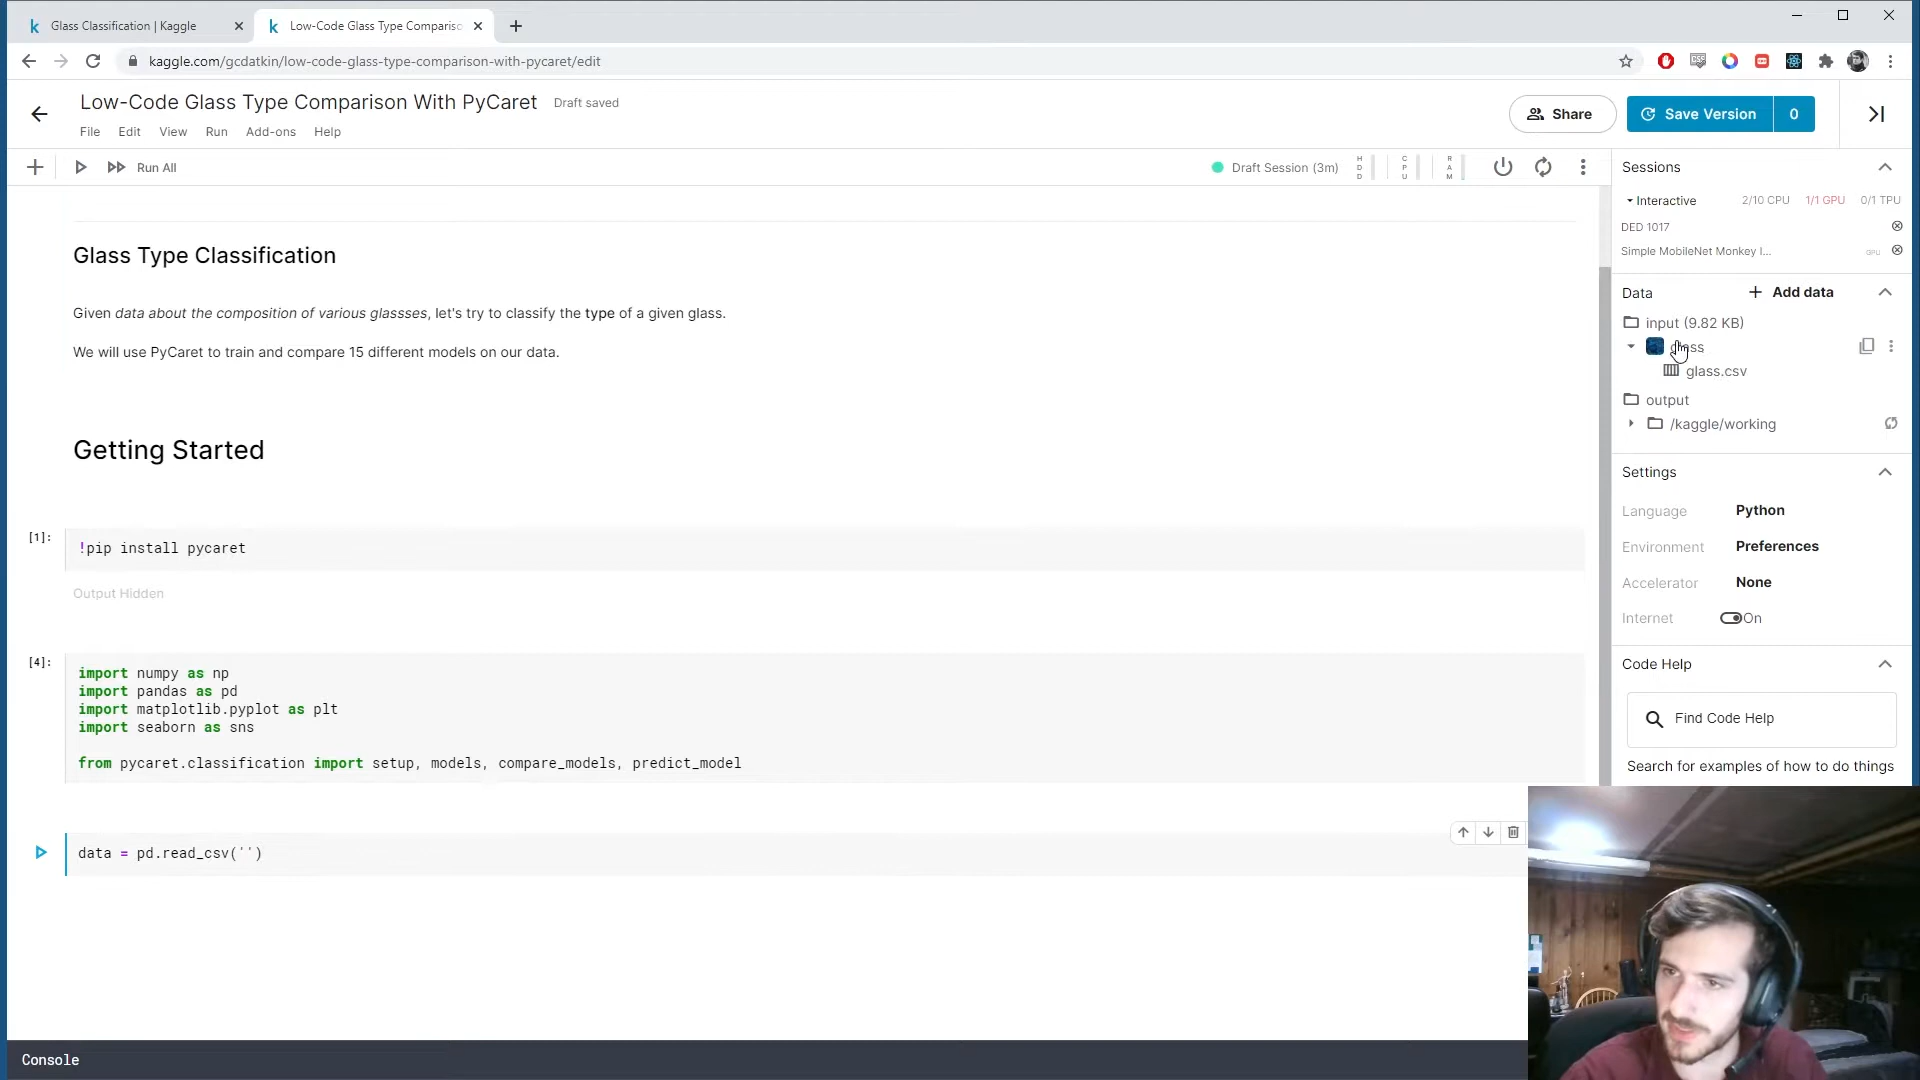 Glass Classification | Kaggle
Low-Code Glass Type Compariso
kaggle.com/gcdatkin/low-code-glass-type-comparison-with-pycaret/edit
Low-Code Glass Type Comparison With PyCaret
Draft saved
File
Edit
View
Run
Add-ons
Help
Share
Save Version
0
Run All
Draft Session (3m)
HDD
CPU
RAM
Glass Type Classification
Given data about the composition of various glassses, let's try to classify the type of a given glass.
We will use PyCaret to train and compare 15 different models on our data.
Getting Started
[1]:
!pip install pycaret
Output Hidden
[4]:
import numpy as np
import pandas as pd
import matplotlib.pyplot as plt
import seaborn as sns
from pycaret.classification import setup, models, compare_models, predict_model
data = pd.read_csv('')
Console
Sessions
Interactive
2/10 CPU
1/1 GPU
0/1 TPU
DED 1017
Simple MobileNet Monkey I...
GPU
Data
+ Add data
input (9.82 KB)
glass
glass.csv
output
/kaggle/working
Settings
Language
Python
Environment
Preferences
Accelerator
None
Internet
On
Code Help
Find Code Help
Search for examples of how to do things